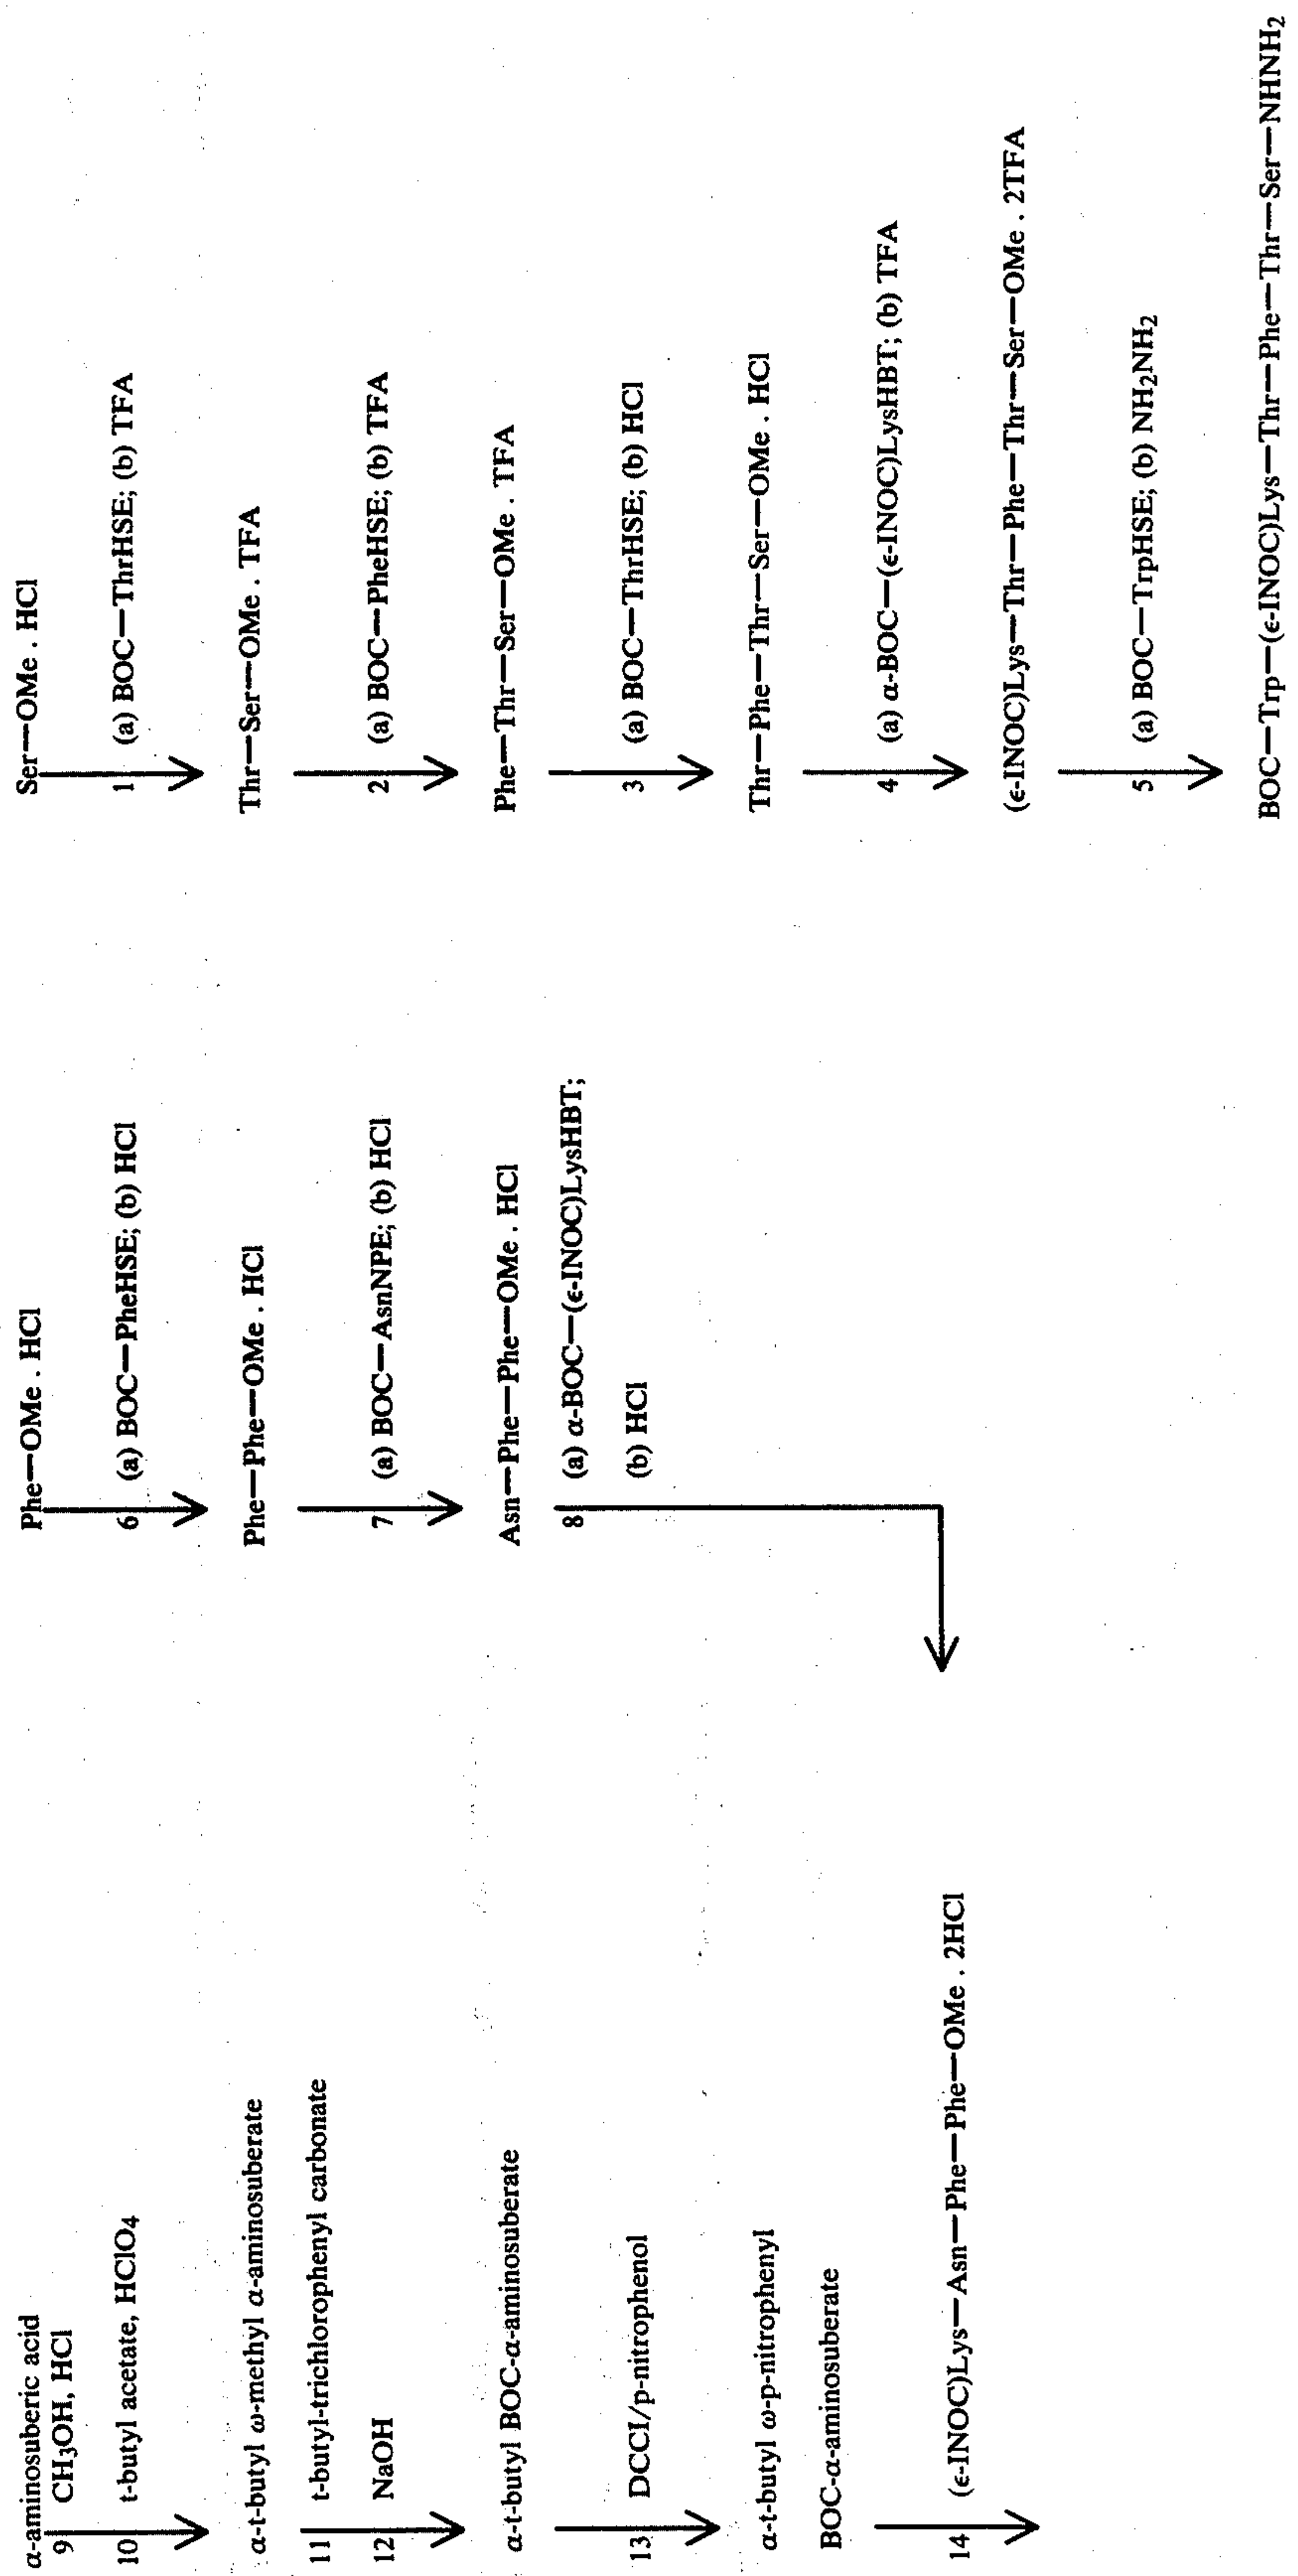 α-aminosuberic acid
9 CH₃OH, HCl
10 t-butyl acetate, HClO₄
α-t-butyl ω-methyl α-aminosuberate
11 t-butyl-trichlorophenyl carbonate
12 NaOH
α-t-butyl BOC-α-aminosuberate
13 DCCI/p-nitrophenol
α-t-butyl ω-p-nitrophenyl
BOC-α-aminosuberate
14 (ε-INOC)Lys—Asn—Phe—Phe—OMe . 2HCl
Phe—OMe . HCl
6 (a) BOC—PheHSE; (b) HCl
Phe—Phe—OMe . HCl
7 (a) BOC—AsnNPE; (b) HCl
Asn—Phe—Phe—OMe . HCl
8 (a) α-BOC—(ε-INOC)LysHBT;
(b) HCl
Ser—OMe . HCl
1 (a) BOC—ThrHSE; (b) TFA
Thr—Ser—OMe . TFA
2 (a) BOC—PheHSE; (b) TFA
Phe—Thr—Ser—OMe . TFA
3 (a) BOC—ThrHSE; (b) HCl
Thr—Phe—Thr—Ser—OMe . HCl
4 (a) α-BOC—(ε-INOC)LysHBT; (b) TFA
(ε-INOC)Lys—Thr—Phe—Thr—Ser—OMe . 2TFA
5 (a) BOC—TrpHSE; (b) NH₂NH₂
BOC—Trp—(ε-INOC)Lys—Thr—Phe—Thr—Ser—NHNH₂